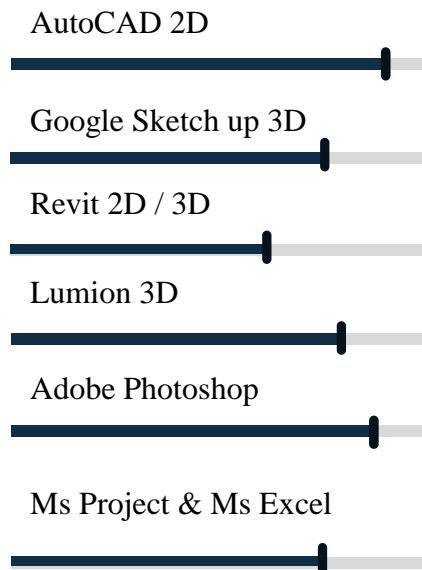 AutoCAD 2D
Google Sketch up 3D
Revit 2D / 3D
Lumion 3D
Adobe Photoshop
Ms Project & Ms Excel